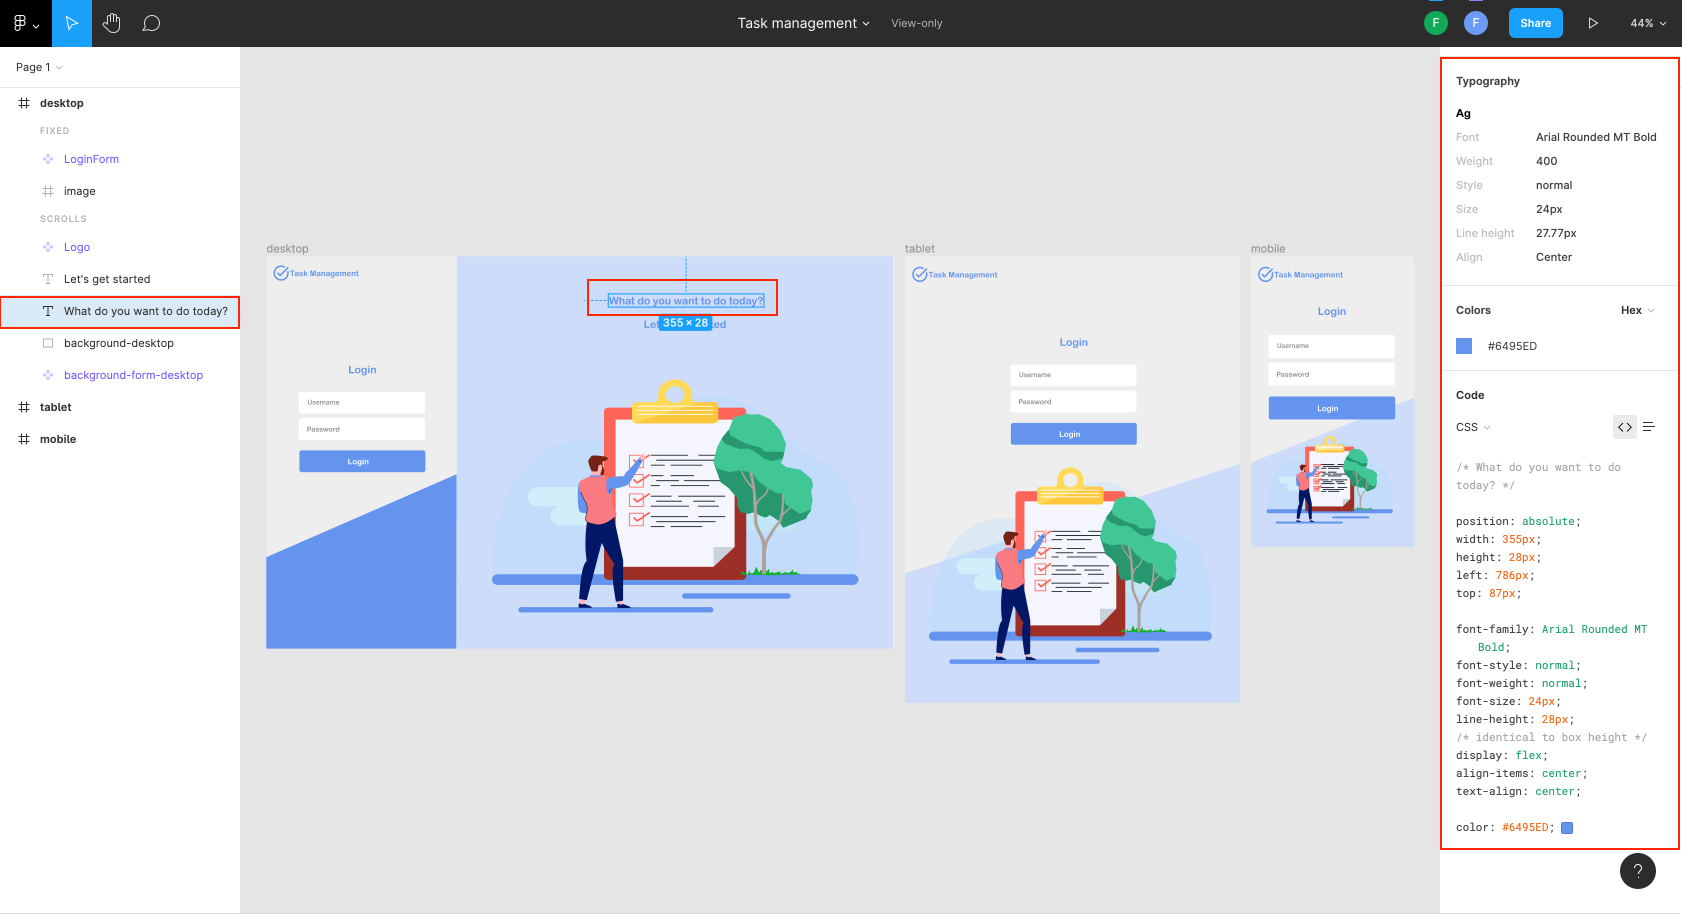 Task management
View-only
F
F
Share
44%
Page 1
desktop
FIXED
LoginForm
image
SCROLLS
Logo
Let's get started
What do you want to do today?
background-desktop
background-form-desktop
tablet
mobile
desktop
Task Management
What do you want to do today?
355 × 28
Login
Username
Password
Login
tablet
Task Management
Login
Username
Password
Login
mobile
Task Management
Login
Username
Password
Login
Typography
Ag
Font Arial Rounded MT Bold
Weight 400
Style normal
Size 24px
Line height 27.77px
Align Center
Colors Hex
#6495ED
Code
CSS
/* What do you want to do
today? */
position: absolute;
width: 355px;
height: 28px;
left: 786px;
top: 87px;
font-family: Arial Rounded MT
Bold;
font-style: normal;
font-weight: normal;
font-size: 24px;
line-height: 28px;
/* identical to box height */
display: flex;
align-items: center;
text-align: center;
color: #6495ED;
?